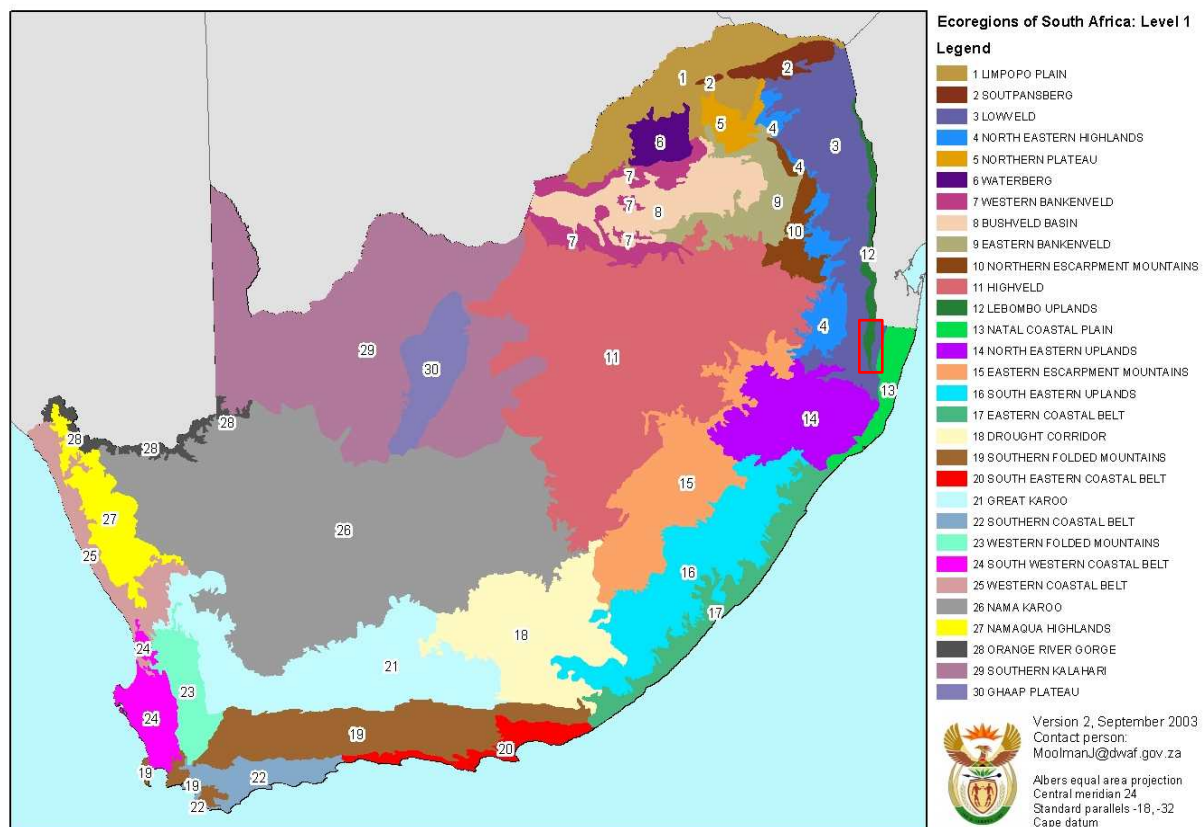 Ecoregions of South Africa: Level 1
Legend
1 LIMPOPO PLAIN
2 SOUTPANSBERG
3 LOWVELD
4 NORTH EASTERN HIGHLANDS
5 NORTHERN PLATEAU
6 WATERBERG
7 WESTERN BANKENVELD
8 BUSHVELD BASIN
9 EASTERN BANKENVELD
10 NORTHERN ESCARPMENT MOUNTAINS
11 HIGHVELD
12 LEBOMBO UPLANDS
13 NATAL COASTAL PLAIN
14 NORTH EASTERN UPLANDS
15 EASTERN ESCARPMENT MOUNTAINS
16 SOUTH EASTERN UPLANDS
17 EASTERN COASTAL BELT
18 DROUGHT CORRIDOR
19 SOUTHERN FOLDED MOUNTAINS
20 SOUTH EASTERN COASTAL BELT
21 GREAT KAROO
22 SOUTHERN COASTAL BELT
23 WESTERN FOLDED MOUNTAINS
24 SOUTH WESTERN COASTAL BELT
25 WESTERN COASTAL BELT
26 NAMA KAROO
27 NAMAQUA HIGHLANDS
28 ORANGE RIVER GORGE
29 SOUTHERN KALAHARI
30 GHAAP PLATEAU
Version 2, September 2003
Contact person:
MoolmanJ@dwaf.gov.za
Albers equal area projection
Central meridian 24
Standard parallels -18, -32
Cape datum
2
1
2
5
4
6
3
4
7
7
9
8
10
7
7
12
4
29
11
30
13
28
14
28
28
15
27
26
25
16
17
18
24
21
23
24
19
20
19
19
22
22